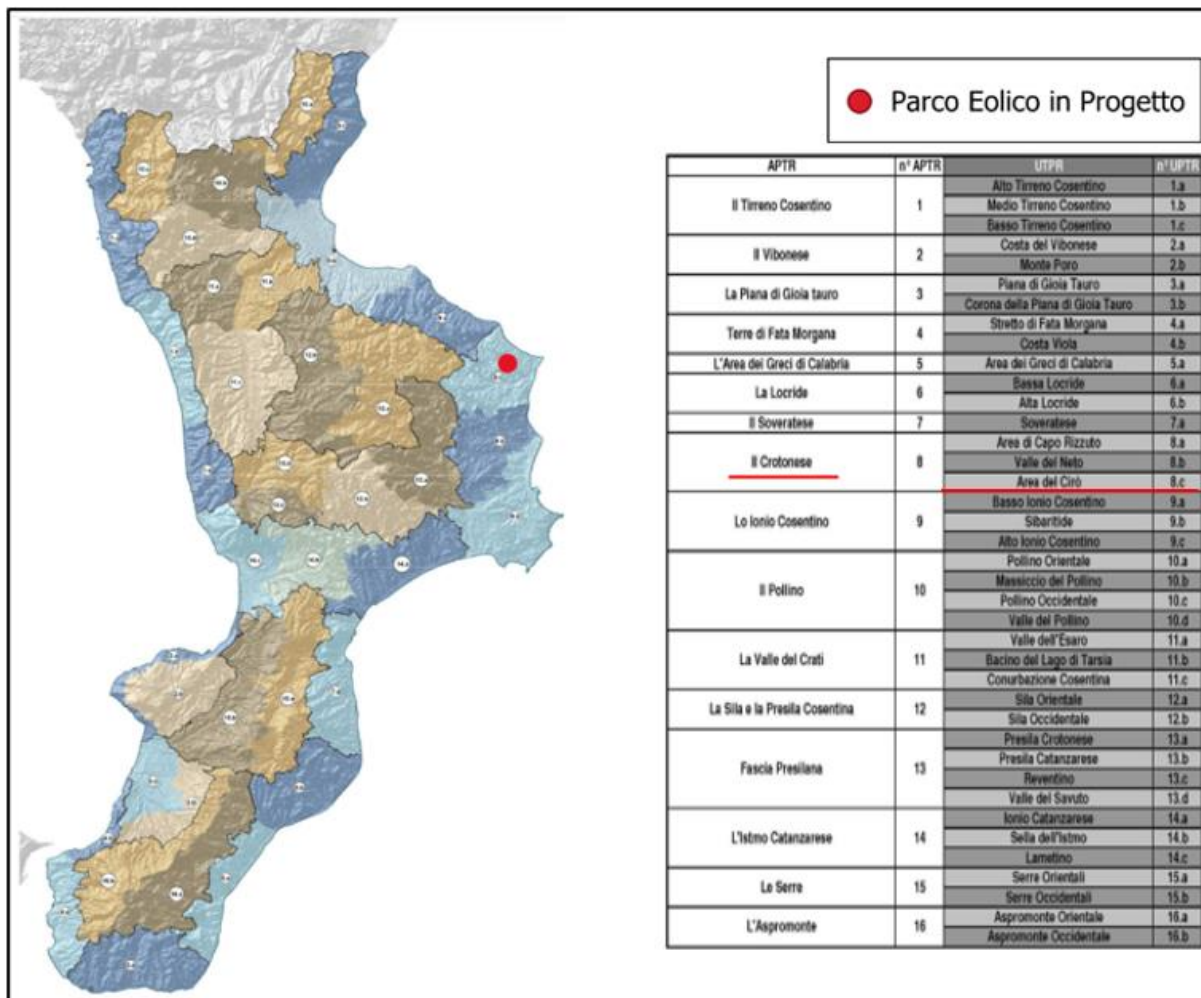 Parco Eolico in Progetto
APTR n° APTR UTPR n° UPTR
Il Tirreno Cosentino 1 Alto Tirreno Cosentino 1.a
Medio Tirreno Cosentino 1.b
Basso Tirreno Cosentino 1.c
Il Vibonese 2 Costa del Vibonese 2.a
Monte Poro 2.b
La Piana di Gioia tauro 3 Piana di Gioia Tauro 3.a
Corona della Piana di Gioia Tauro 3.b
Terre di Fata Morgana 4 Stretto di Fata Morgana 4.a
Costa Viola 4.b
L'Area dei Greci di Calabria 5 Area dei Greci di Calabria 5.a
La Locride 6 Bassa Locride 6.a
Alta Locride 6.b
Il Soveratese 7 Soveratese 7.a
Il Crotonese 8 Area di Capo Rizzuto 8.a
Valle del Neto 8.b
Area del Cirò 8.c
Lo Ionio Cosentino 9 Basso Ionio Cosentino 9.a
Sibaritide 9.b
Alto Ionio Cosentino 9.c
Il Pollino 10 Pollino Orientale 10.a
Massiccio del Pollino 10.b
Pollino Occidentale 10.c
Valle del Pollino 10.d
La Valle del Crati 11 Valle dell'Esaro 11.a
Bacino del Lago di Tarsia 11.b
Conurbazione Cosentina 11.c
La Sila e la Presila Cosentina 12 Sila Orientale 12.a
Sila Occidentale 12.b
Fascia Presilana 13 Presila Crotonese 13.a
Presila Catanzarese 13.b
Reventino 13.c
Valle del Savuto 13.d
L'Istmo Catanzarese 14 Ionio Catanzarese 14.a
Sella dell'Istmo 14.b
Lametino 14.c
Le Serre 15 Serre Orientali 15.a
Serre Occidentali 15.b
L'Aspromonte 16 Aspromonte Orientale 16.a
Aspromonte Occidentale 16.b